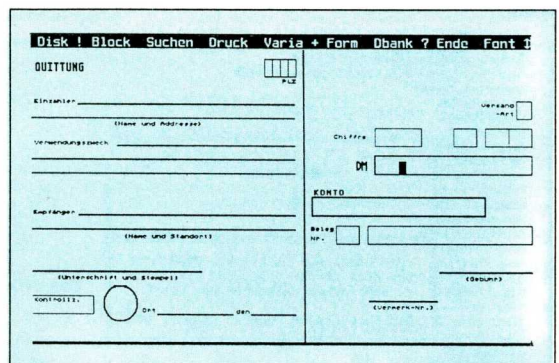 Disk ! Block Suchen Druck Varia + Form Dbank ? Ende Font
QUITTUNG
PLZ
Einzahler
(Name und Addresse)
Verwendungszweck
Empfänger
(Name und Standort)
(Unterschrift und Stempel)
Kontrollz.
Ort den
Versand
-Art
Chiffre
DM
KONTO
Beleg
Nr.
(Gebühr)
(Vermerk-Nr.)